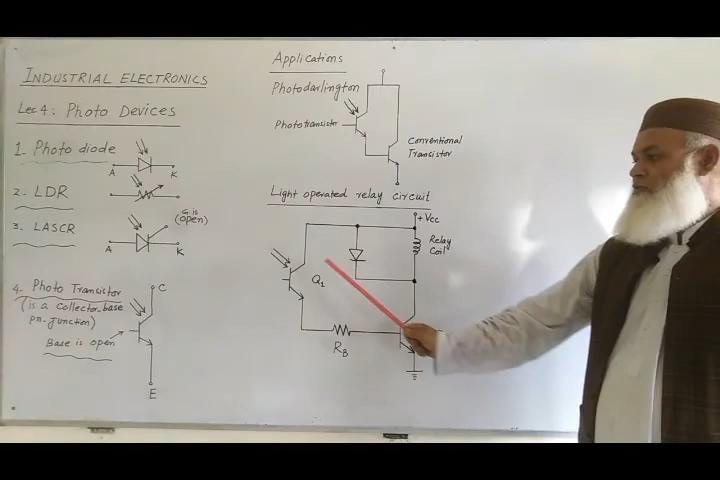 INDUSTRIAL ELECTRONICS
Lec 4: Photo Devices
1. Photo diode
A
K
2. LDR
3. LASCR
G is
(open)
A
K
4. Photo Transistor
(is a collector-base
pn-junction)
Base is open
C
E
Applications
Photodarlington
Phototransistor
Conventional
Transistor
Light operated relay circuit
+Vcc
Relay
Coil
Q1
RB